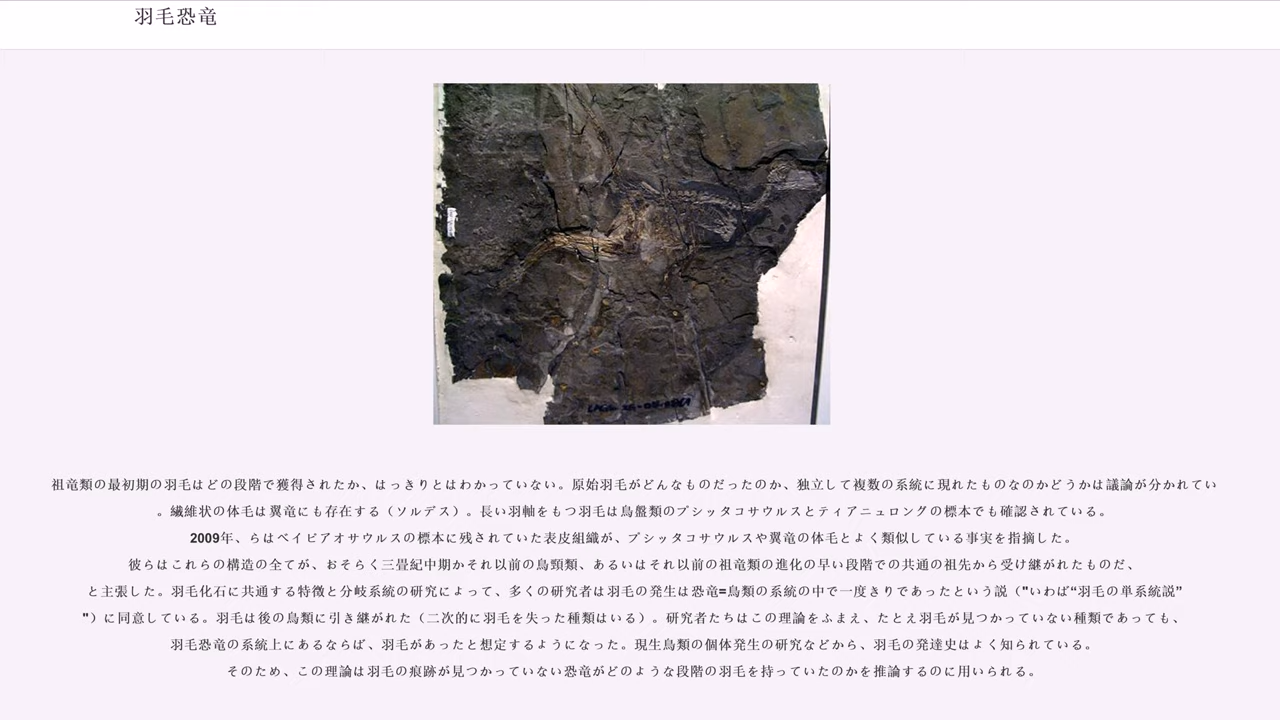 羽毛恐竜
祖竜類の最初期の羽毛はどの段階で獲得されたか、はっきりとはわかっていない。原始羽毛がどんなものだったのか、独立して複数の系統に現れたものなのかどうかは議論が分かれてい
。繊維状の体毛は翼竜にも存在する（ソルデス）。長い羽軸をもつ羽毛は鳥盤類のプシッタコサウルスとティアニュロングの標本でも確認されている。
2009年、らはベイピアオサウルスの標本に残されていた表皮組織が、プシッタコサウルスや翼竜の体毛とよく類似している事実を指摘した。
彼らはこれらの構造の全てが、おそらく三畳紀中期かそれ以前の鳥頸類、あるいはそれ以前の祖竜類の進化の早い段階での共通の祖先から受け継がれたものだ、
と主張した。羽毛化石に共通する特徴と分岐系統の研究によって、多くの研究者は羽毛の発生は恐竜=鳥類の系統の中で一度きりであったという説（"いわば“羽毛の単系統説”
"）に同意している。羽毛は後の鳥類に引き継がれた（二次的に羽毛を失った種類はいる）。研究者たちはこの理論をふまえ、たとえ羽毛が見つかっていない種類であっても、
羽毛恐竜の系統上にあるならば、羽毛があったと想定するようになった。現生鳥類の個体発生の研究などから、羽毛の発達史はよく知られている。
そのため、この理論は羽毛の痕跡が見つかっていない恐竜がどのような段階の羽毛を持っていたのかを推論するのに用いられる。